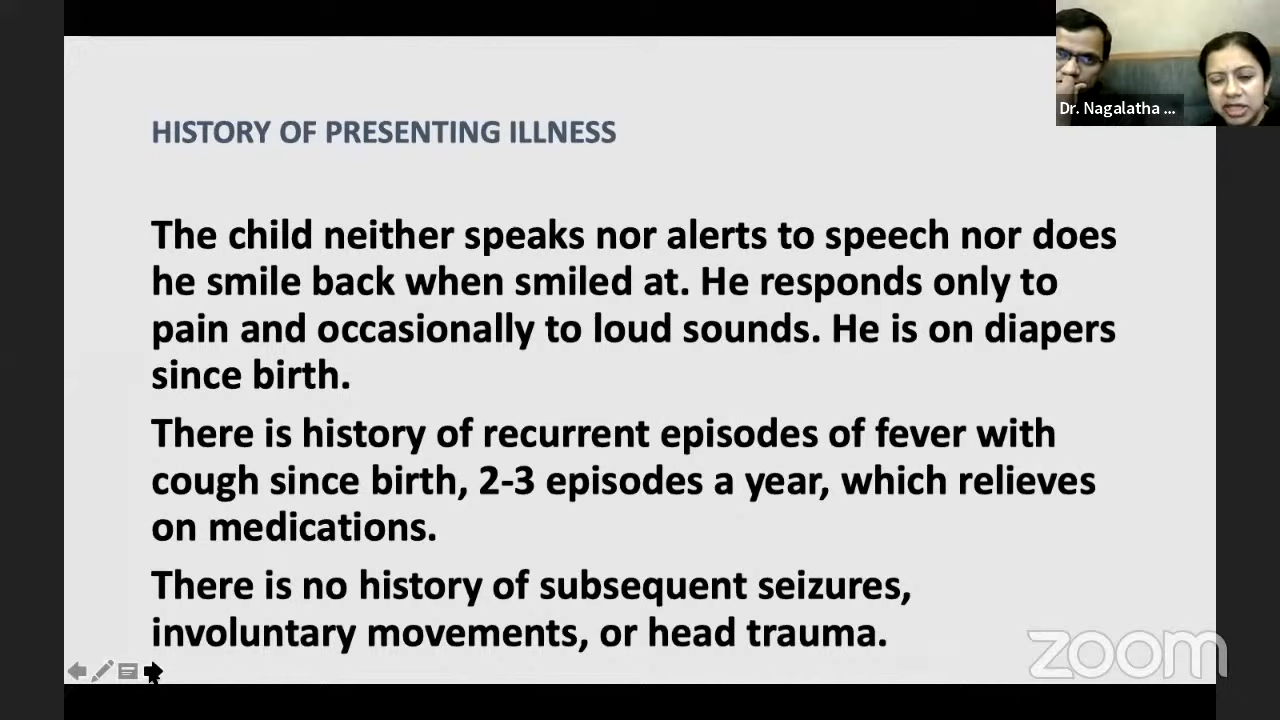 Dr. Nagalatha ...
HISTORY OF PRESENTING ILLNESS
The child neither speaks nor alerts to speech nor does
he smile back when smiled at. He responds only to
pain and occasionally to loud sounds. He is on diapers
since birth.
There is history of recurrent episodes of fever with
cough since birth, 2-3 episodes a year, which relieves
on medications.
There is no history of subsequent seizures,
involuntary movements, or head trauma.
zoom